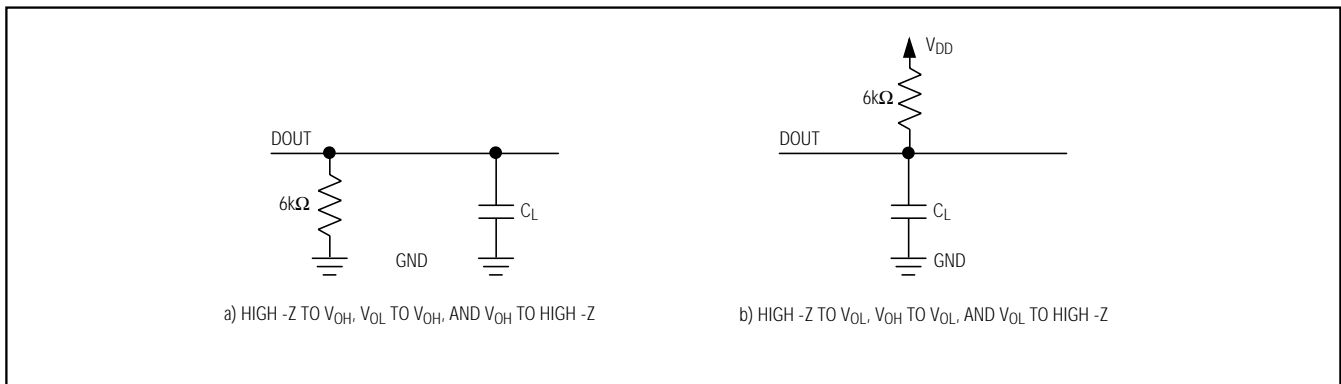 DOUT
6kΩ
C_L
GND
a) HIGH -Z TO V_OH, V_OL TO V_OH, AND V_OH TO HIGH -Z
V_DD
6kΩ
DOUT
C_L
GND
b) HIGH -Z TO V_OL, V_OH TO V_OL, AND V_OL TO HIGH -Z